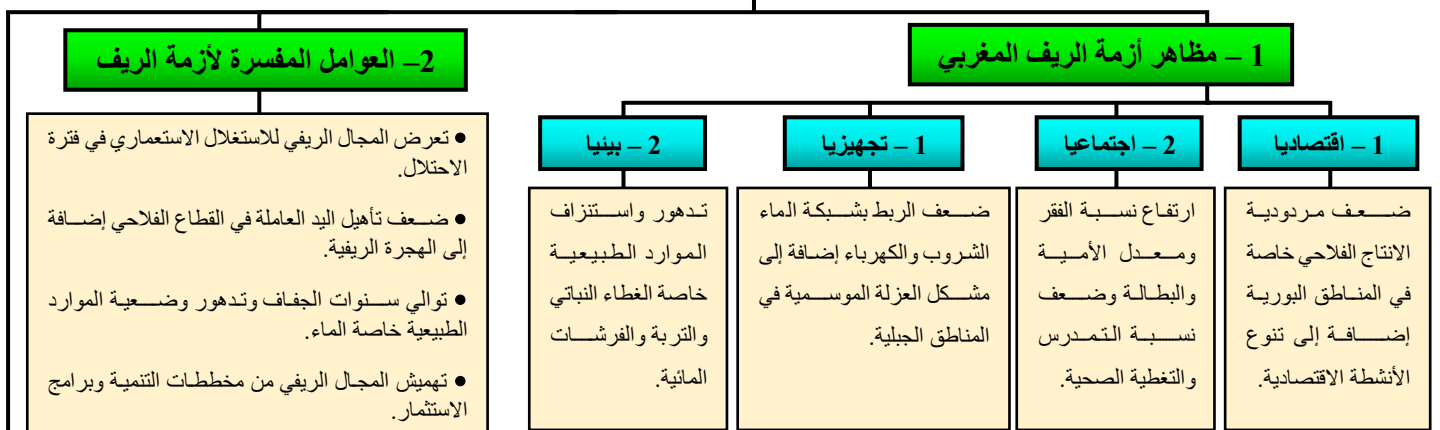 1 – مظاهر أزمة الريف المغربي
1 – اقتصاديا
ضعف مردودية
الانتاج الفلاحي خاصة
في المناطق البورية
إضافة إلى تنوع
الأنشطة الاقتصادية.
2 – اجتماعيا
ارتفاع نسبة الفقر
ومعدل الأمية
والبطالة وضعف
نسبة التمدرس
والتغطية الصحية.
1 – تجهيزيا
ضعف الربط بشبكة الماء
الشروب والكهرباء إضافة إلى
مشكل العزلة الموسمية في
المناطق الجبلية.
2 – بيئيا
تدهور واستنزاف
الموارد الطبيعية
خاصة الغطاء النباتي
والتربة والفرشات
المائية.
2– العوامل المفسرة لأزمة الريف
● تعرض المجال الريفي للاستغلال الاستعماري في فترة
الاحتلال.
● ضعف تأهيل اليد العاملة في القطاع الفلاحي إضافة
إلى الهجرة الريفية.
● توالي سنوات الجفاف وتدهور وضعية الموارد
الطبيعية خاصة الماء.
● تهميش المجال الريفي من مخططات التنمية وبرامج
الاستثمار.